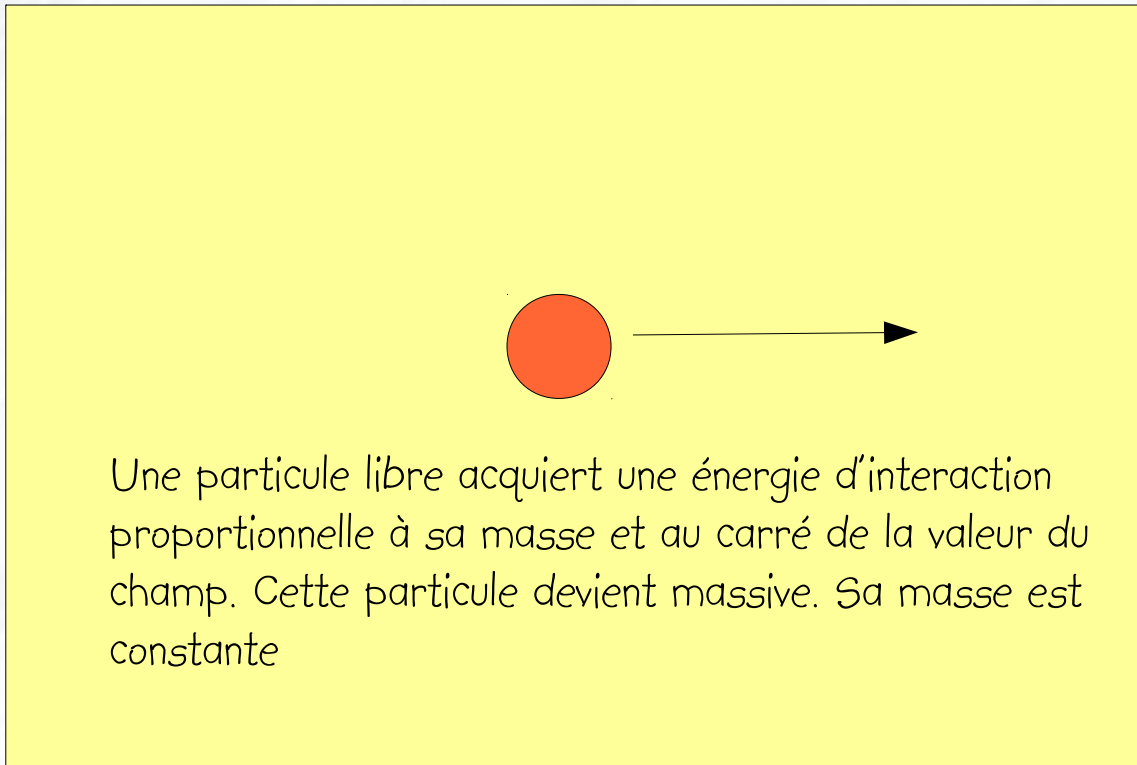 Une particule libre acquiert une énergie d'interaction
proportionnelle à sa masse et au carré de la valeur du
champ. Cette particule devient massive. Sa masse est
constante